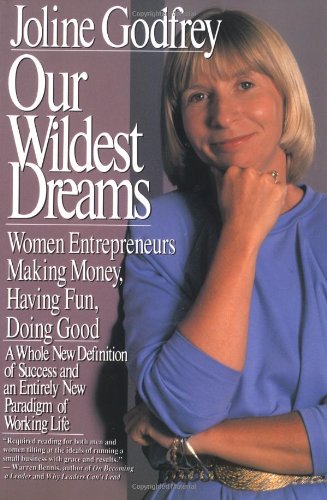 Joline Godfrey
Our
Wildest
Dreams
Women Entrepreneurs
Making Money,
Having Fun,
Doing Good
A Whole New Definition
of Success and
an Entirely New
Paradigm of
Working Life
"Required reading for both men and
women tilting at the ideals of running a
small business with grace and results."
— Warren Bennis, author of On Becoming
a Leader and Why Leaders Can't Lead